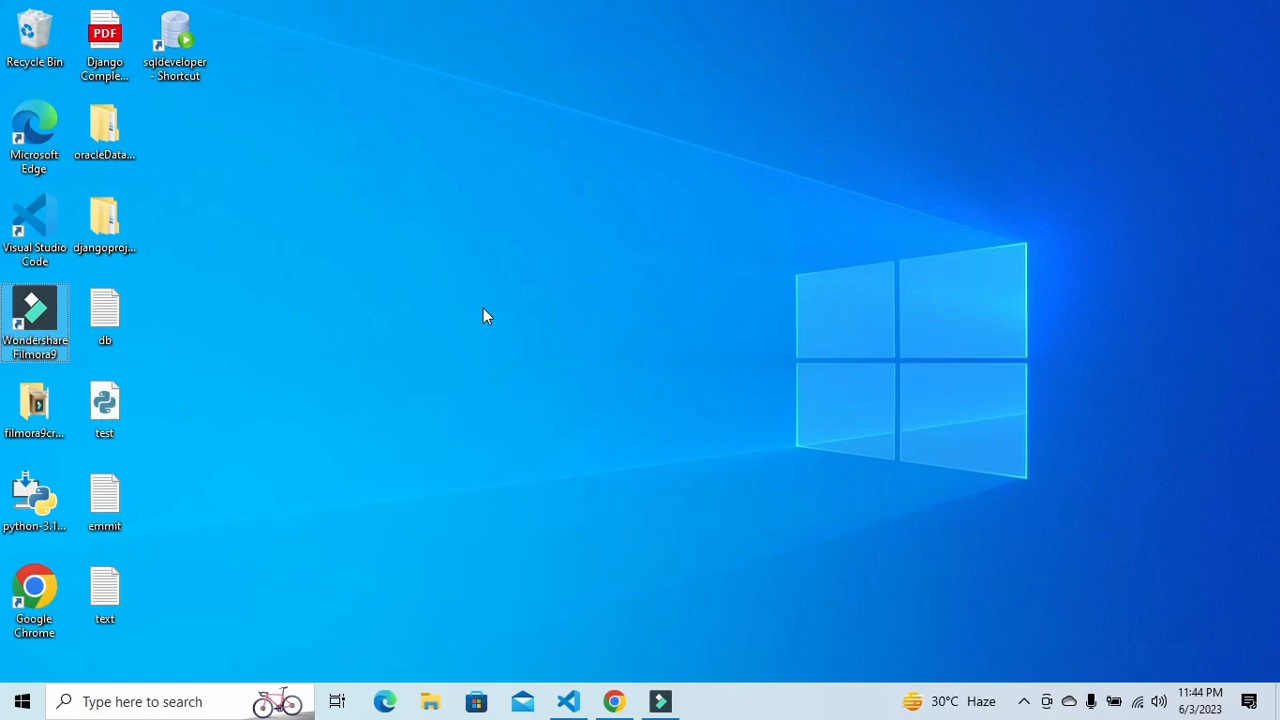 Recycle Bin
PDF
Django
Comple...
sqldeveloper
- Shortcut
Microsoft
Edge
oracleData...
Visual Studio
Code
djangoproj...
Wondershare
Filmora9
db
filmora9cr...
test
python-3.1...
emmit
Google
Chrome
text
Type here to search
30°C Haze
11:44 PM
6/3/2023